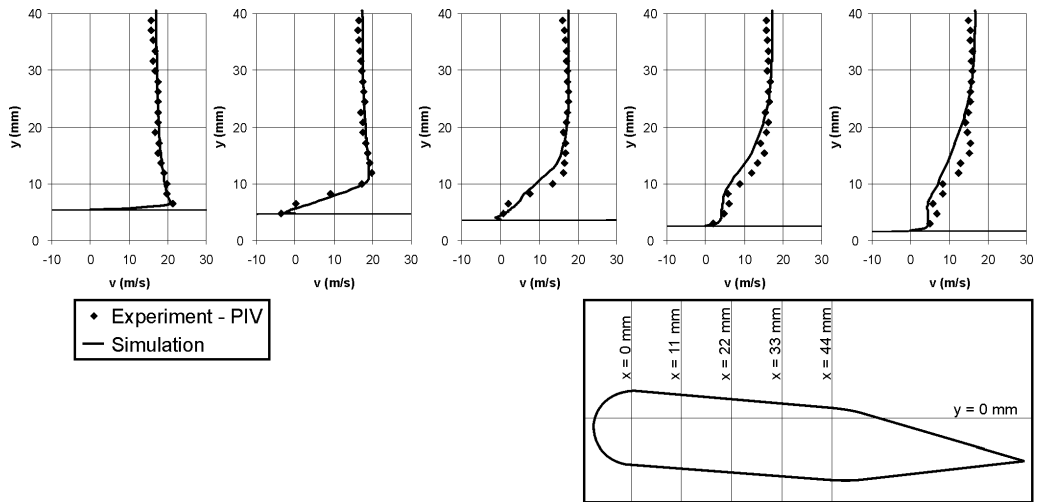 40
30
20
10
0
y (mm)
-10 0 10 20 30
v (m/s)
40
30
20
10
0
y (mm)
-10 0 10 20 30
v (m/s)
40
30
20
10
0
y (mm)
-10 0 10 20 30
v (m/s)
40
30
20
10
0
y (mm)
-10 0 10 20 30
v (m/s)
40
30
20
10
0
y (mm)
-10 0 10 20 30
v (m/s)
Experiment - PIV
Simulation
x = 0 mm
x = 11 mm
x = 22 mm
x = 33 mm
x = 44 mm
y = 0 mm